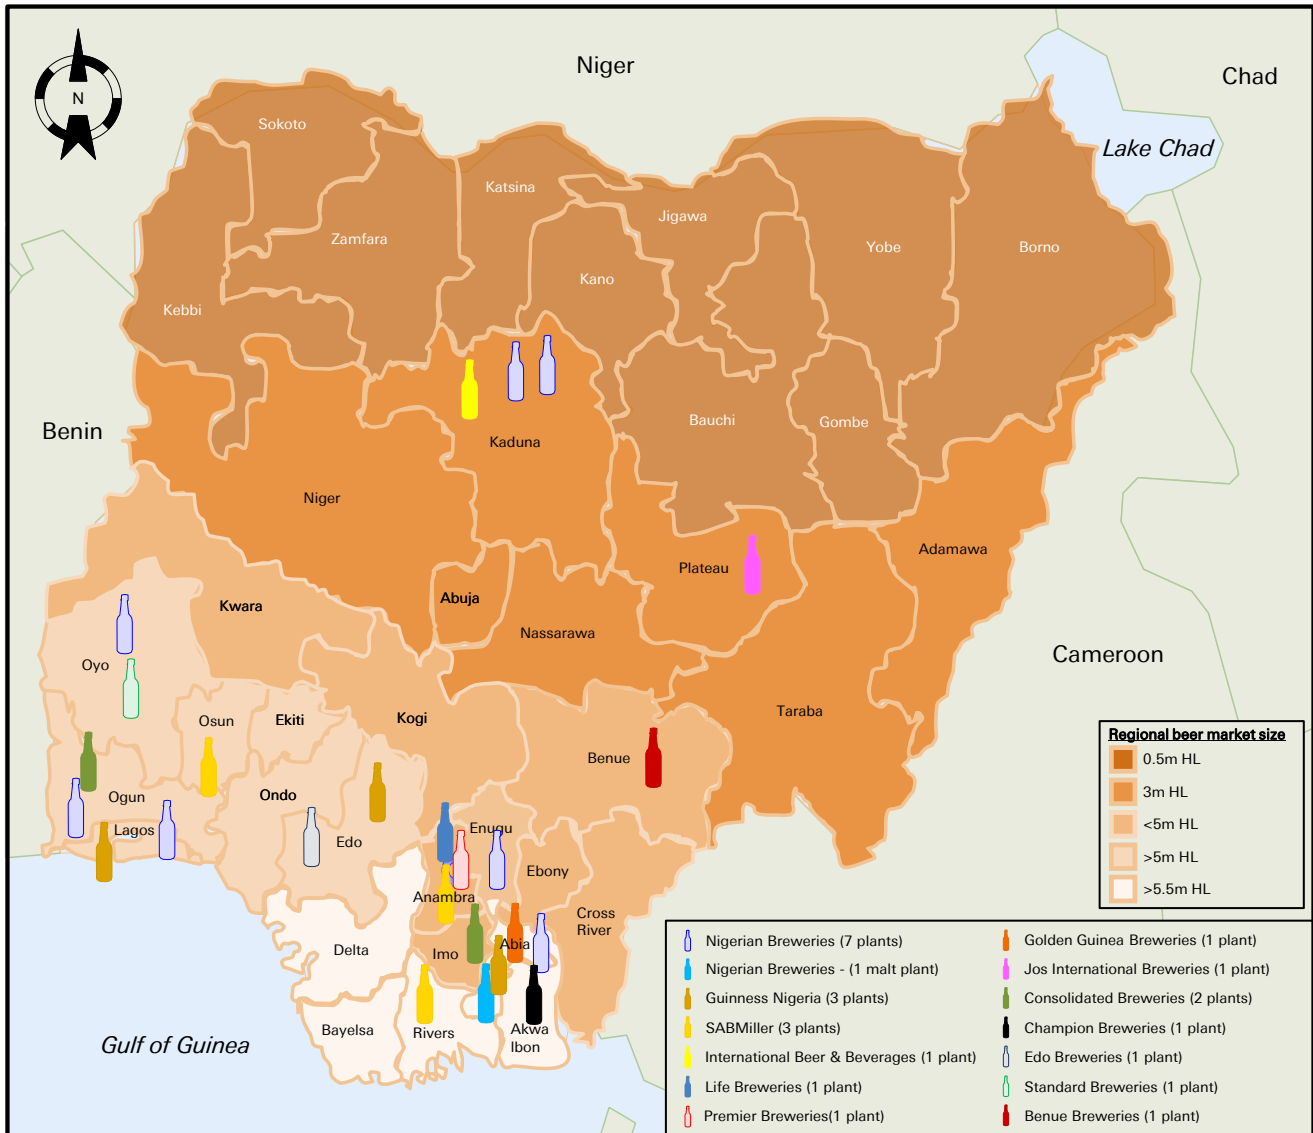 Niger
Chad
N
Sokoto
Lake Chad
Katsina
Jigawa
Zamfara
Yobe
Borno
Kano
Kebbi
Benin
Bauchi
Gombe
Kaduna
Niger
Adamawa
Plateau
Abuja
Kwara
Nassarawa
Cameroon
Oyo
Taraba
Osun
Ekiti
Kogi
Benue
Ogun
Ondo
Lagos
Edo
Enugu
Ebony
Anambra
Cross
River
Delta
Imo
Abia
Bayelsa
Rivers
Akwa
Ibon
Gulf of Guinea
Regional beer market size
0.5m HL
3m HL
<5m HL
>5m HL
>5.5m HL
Nigerian Breweries (7 plants)
Nigerian Breweries - (1 malt plant)
Guinness Nigeria (3 plants)
SABMiller (3 plants)
International Beer & Beverages (1 plant)
Life Breweries (1 plant)
Premier Breweries(1 plant)
Golden Guinea Breweries (1 plant)
Jos International Breweries (1 plant)
Consolidated Breweries (2 plants)
Champion Breweries (1 plant)
Edo Breweries (1 plant)
Standard Breweries (1 plant)
Benue Breweries (1 plant)